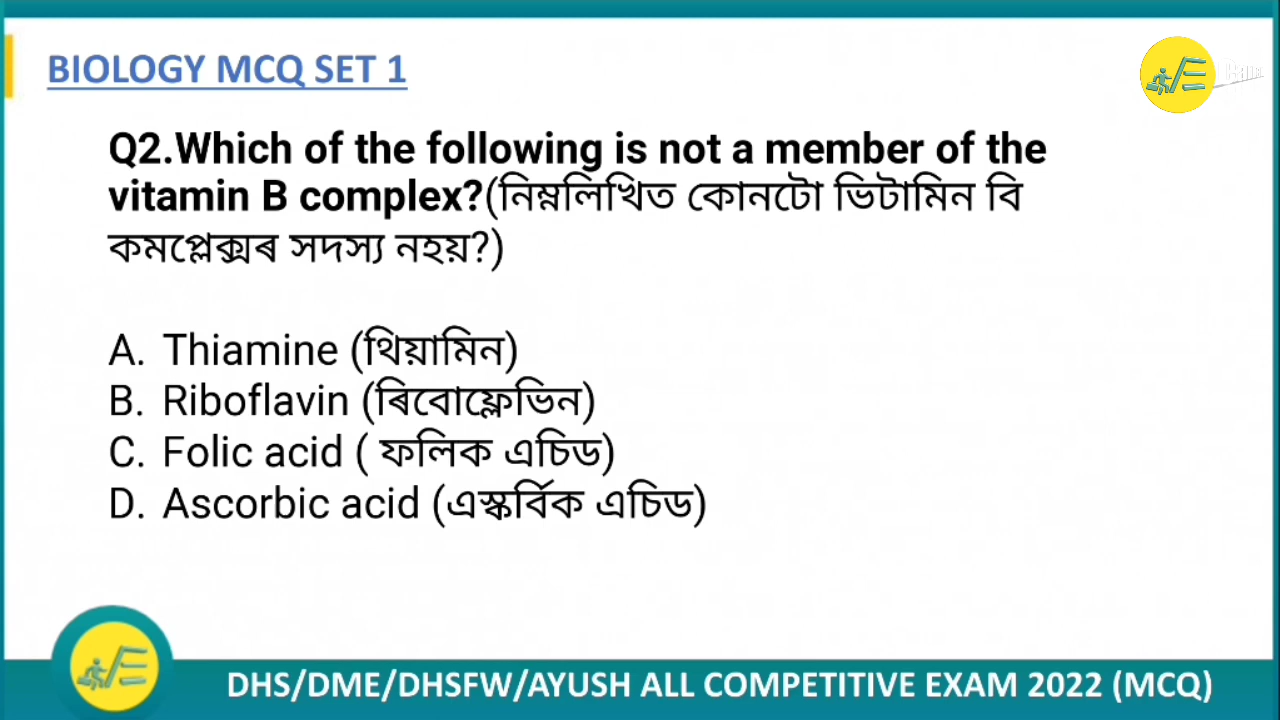 BIOLOGY MCQ SET 1
Q2.Which of the following is not a member of the
vitamin B complex?(নিম্নলিখিত কোনটো ভিটামিন বি
কমপ্লেক্সৰ সদস্য নহয়?)
A. Thiamine (থিয়ামিন)
B. Riboflavin (ৰিবোফ্লেভিন)
C. Folic acid ( ফলিক এচিড)
D. Ascorbic acid (এস্কৰ্বিক এচিড)
DHS/DME/DHSFW/AYUSH ALL COMPETITIVE EXAM 2022 (MCQ)